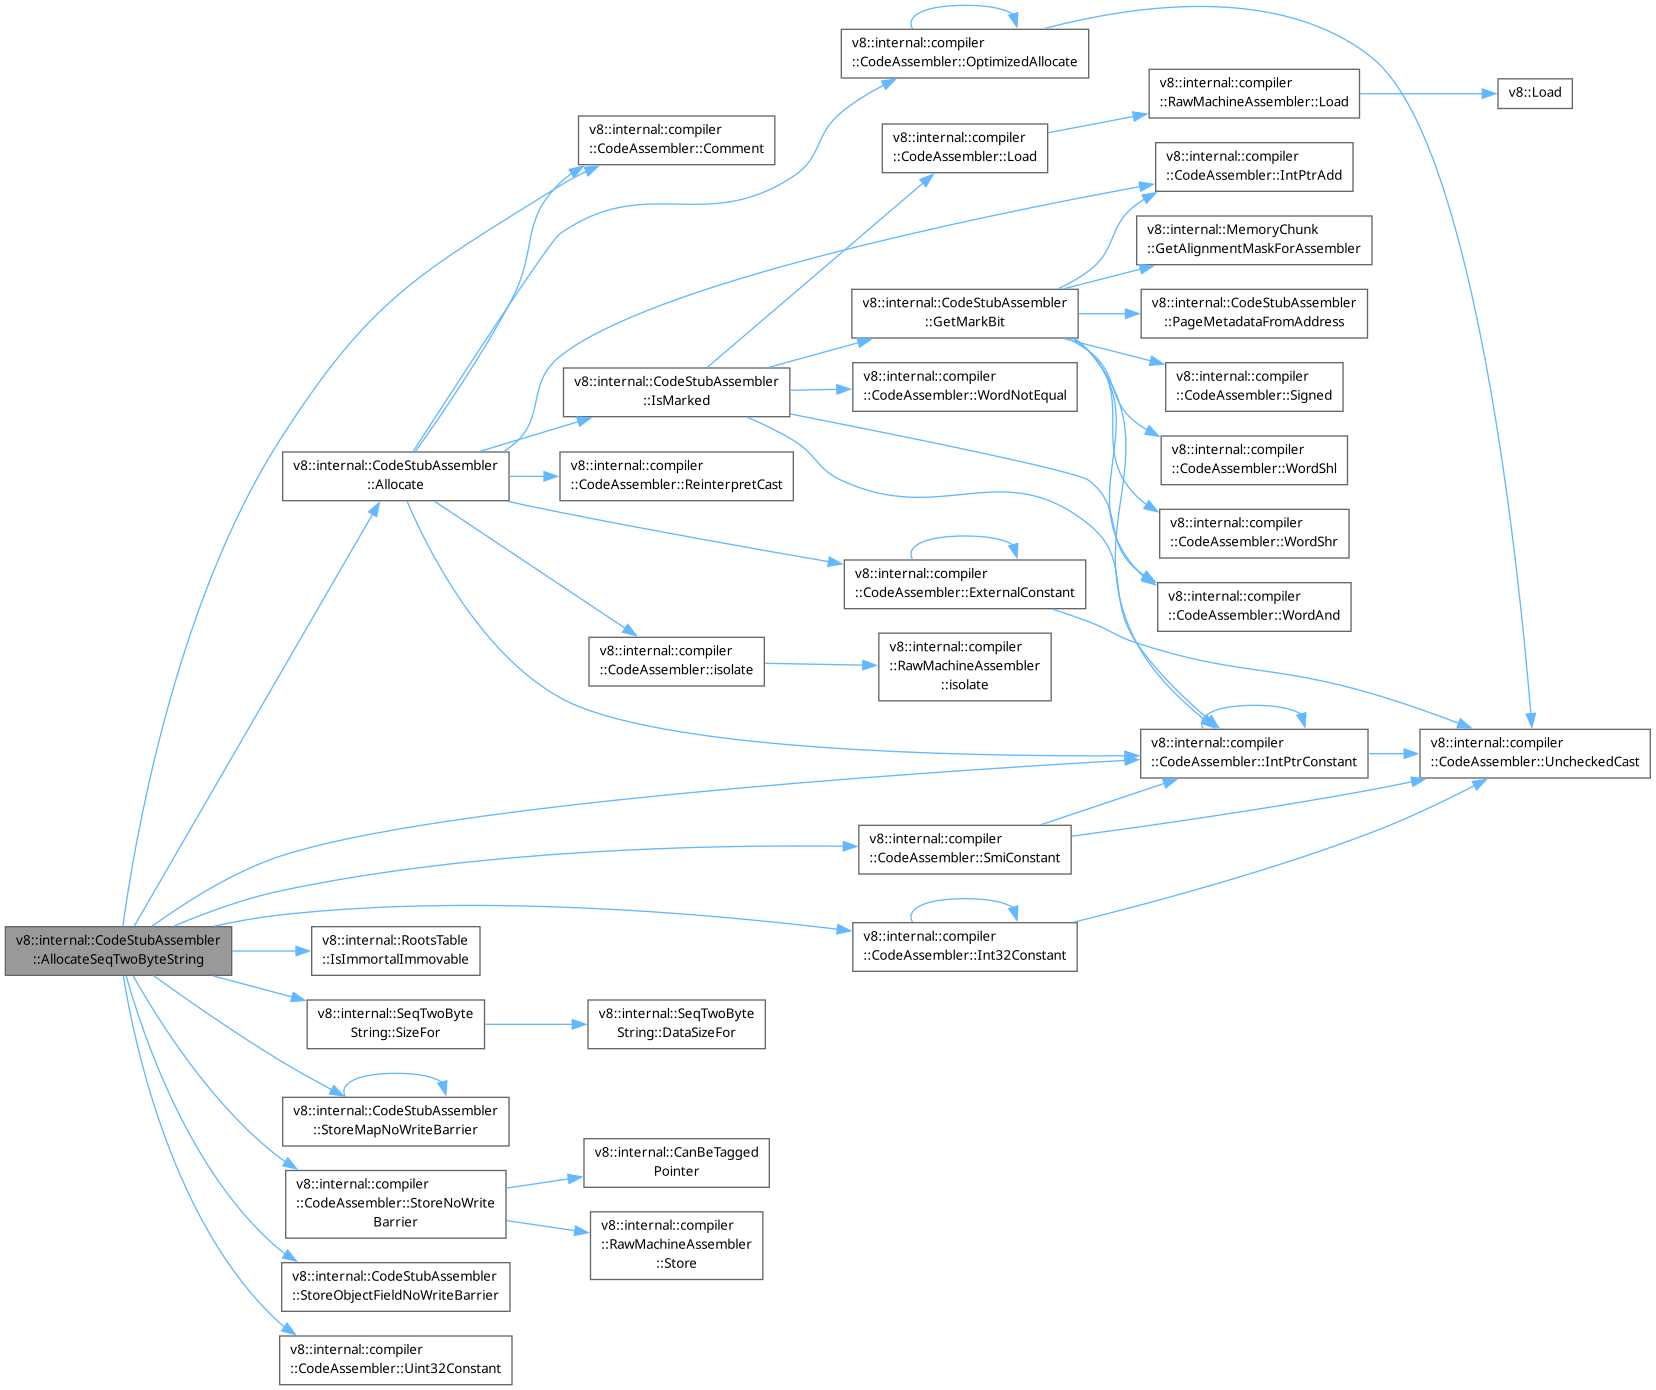 v8::internal::compiler
::CodeAssembler::OptimizedAllocate
v8::internal::compiler
::RawMachineAssembler::Load
v8::Load
v8::internal::compiler
::CodeAssembler::Comment
v8::internal::compiler
::CodeAssembler::Load
v8::internal::compiler
::CodeAssembler::IntPtrAdd
v8::internal::MemoryChunk
::GetAlignmentMaskForAssembler
v8::internal::CodeStubAssembler
::GetMarkBit
v8::internal::CodeStubAssembler
::PageMetadataFromAddress
v8::internal::CodeStubAssembler
::IsMarked
v8::internal::compiler
::CodeAssembler::WordNotEqual
v8::internal::compiler
::CodeAssembler::Signed
v8::internal::compiler
::CodeAssembler::WordShl
v8::internal::CodeStubAssembler
::Allocate
v8::internal::compiler
::CodeAssembler::ReinterpretCast
v8::internal::compiler
::CodeAssembler::WordShr
v8::internal::compiler
::CodeAssembler::ExternalConstant
v8::internal::compiler
::CodeAssembler::WordAnd
v8::internal::compiler
::CodeAssembler::isolate
v8::internal::compiler
::RawMachineAssembler
::isolate
v8::internal::compiler
::CodeAssembler::IntPtrConstant
v8::internal::compiler
::CodeAssembler::UncheckedCast
v8::internal::compiler
::CodeAssembler::SmiConstant
v8::internal::CodeStubAssembler
::AllocateSeqTwoByteString
v8::internal::RootsTable
::IsImmortalImmovable
v8::internal::compiler
::CodeAssembler::Int32Constant
v8::internal::SeqTwoByte
String::SizeFor
v8::internal::SeqTwoByte
String::DataSizeFor
v8::internal::CodeStubAssembler
::StoreMapNoWriteBarrier
v8::internal::CanBeTagged
Pointer
v8::internal::compiler
::CodeAssembler::StoreNoWrite
Barrier
v8::internal::compiler
::RawMachineAssembler
::Store
v8::internal::CodeStubAssembler
::StoreObjectFieldNoWriteBarrier
v8::internal::compiler
::CodeAssembler::Uint32Constant